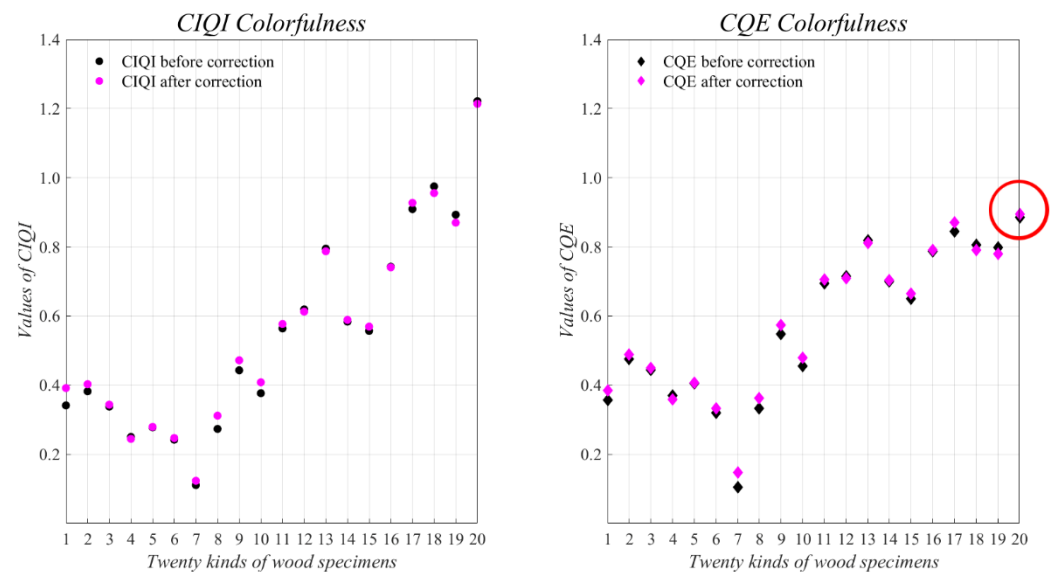 CIQI Colorfulness
1.4
1.2
1.0
0.8
0.6
0.4
0.2
Values of CIQI
CIQI before correction
CIQI after correction
1 2 3 4 5 6 7 8 9 10 11 12 13 14 15 16 17 18 19 20
Twenty kinds of wood specimens
CQE Colorfulness
1.4
1.2
1.0
0.8
0.6
0.4
0.2
Values of CQE
CQE before correction
CQE after correction
1 2 3 4 5 6 7 8 9 10 11 12 13 14 15 16 17 18 19 20
Twenty kinds of wood specimens